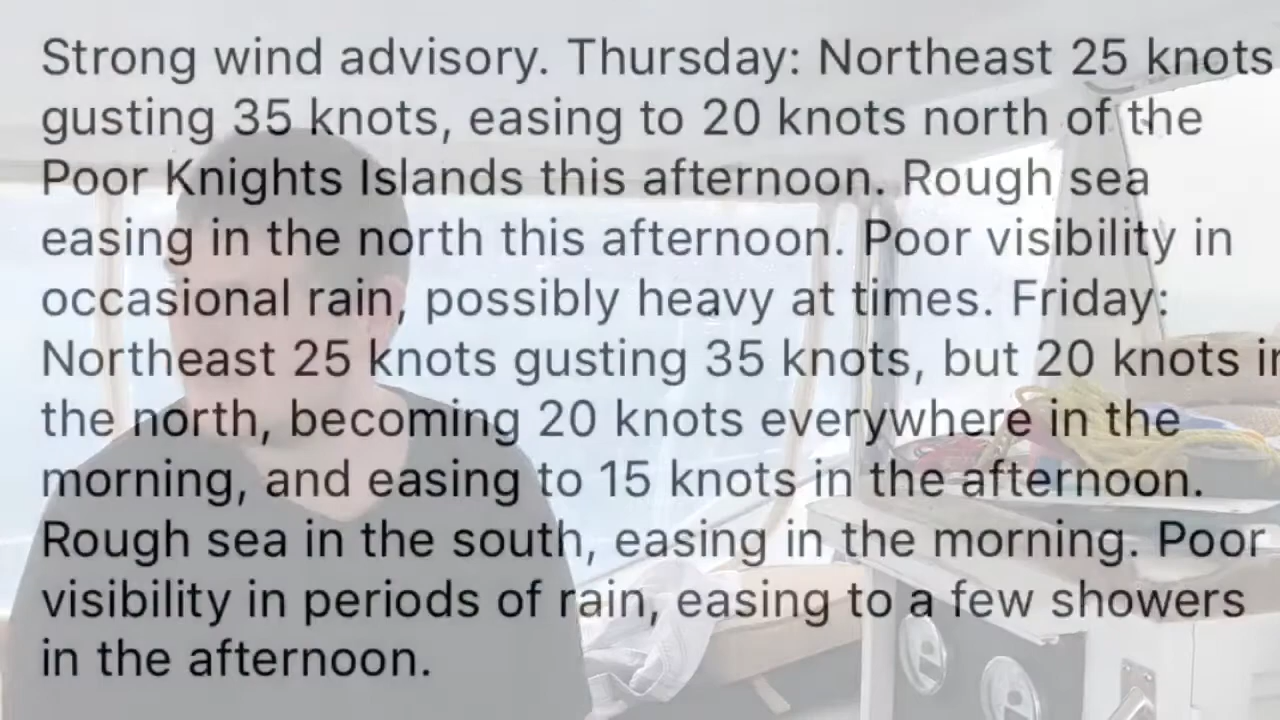 Strong wind advisory. Thursday: Northeast 25 knots
gusting 35 knots, easing to 20 knots north of the
Poor Knights Islands this afternoon. Rough sea
easing in the north this afternoon. Poor visibility in
occasional rain, possibly heavy at times. Friday:
Northeast 25 knots gusting 35 knots, but 20 knots in
the north, becoming 20 knots everywhere in the
morning, and easing to 15 knots in the afternoon.
Rough sea in the south, easing in the morning. Poor
visibility in periods of rain, easing to a few showers
in the afternoon.